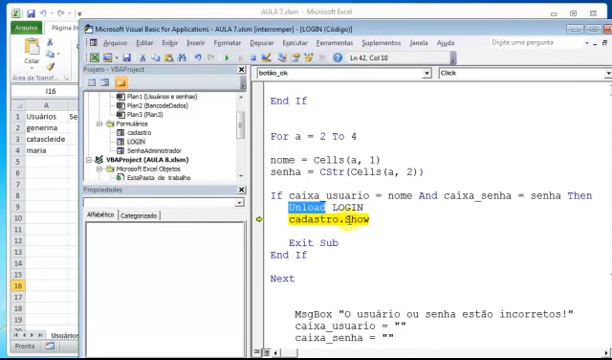 AULA 7.xlsm - Microsoft Excel
Microsoft Visual Basic for Applications - AULA 7.xlsm [interromper] - [LOGIN (Código)]
Arquivo
Página Ini
Arquivo Editar Exibir Inserir Formatar Depurar Executar Ferramentas Suplementos Janela Ajuda
Ln 42, Col 10
Colar
Área de Transf...
Projeto - VBAProject
botão_ok
Click
I16
Plan1 (Usuários e senhas)
Plan2 (BancodeDados)
Plan3 (Plan3)
Formulários
cadastro
LOGIN
SenhaAdministrador
VBAProject (AULA 8.xlsm)
Microsoft Excel Objetos
EstaPasta_de_trabalho
A
1 Usuários Se
2 generina
3 catascleide
4 maria
5
6
7
8
9
10
11
12
13
14
15
16
17
18
19
20
Propriedades
Alfabético Categorizado
End If
For a = 2 To 4
nome = Cells(a, 1)
senha = CStr(Cells(a, 2))
If caixa_usuario = nome And caixa_senha = senha Then
Unload LOGIN
cadastro.Show
Exit Sub
End If
Next
MsgBox "O usuário ou senha estão incorretos!"
caixa_usuario = ""
caixa_senha = ""
Usuários
Pronto